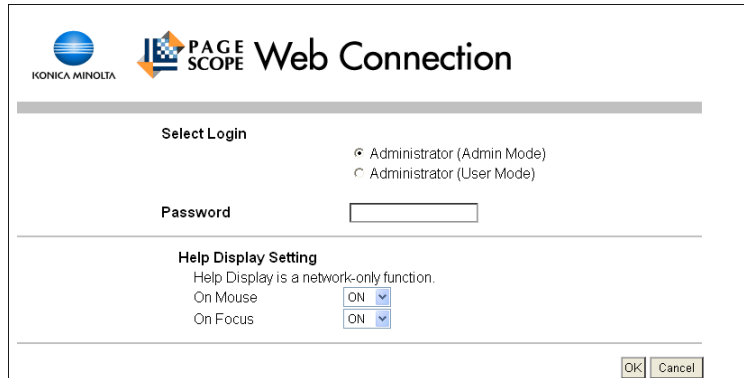 KONICA MINOLTA
PAGE SCOPE Web Connection
Select Login
Administrator (Admin Mode)
Administrator (User Mode)
Password
Help Display Setting
Help Display is a network-only function.
On Mouse ON
On Focus ON
OK Cancel